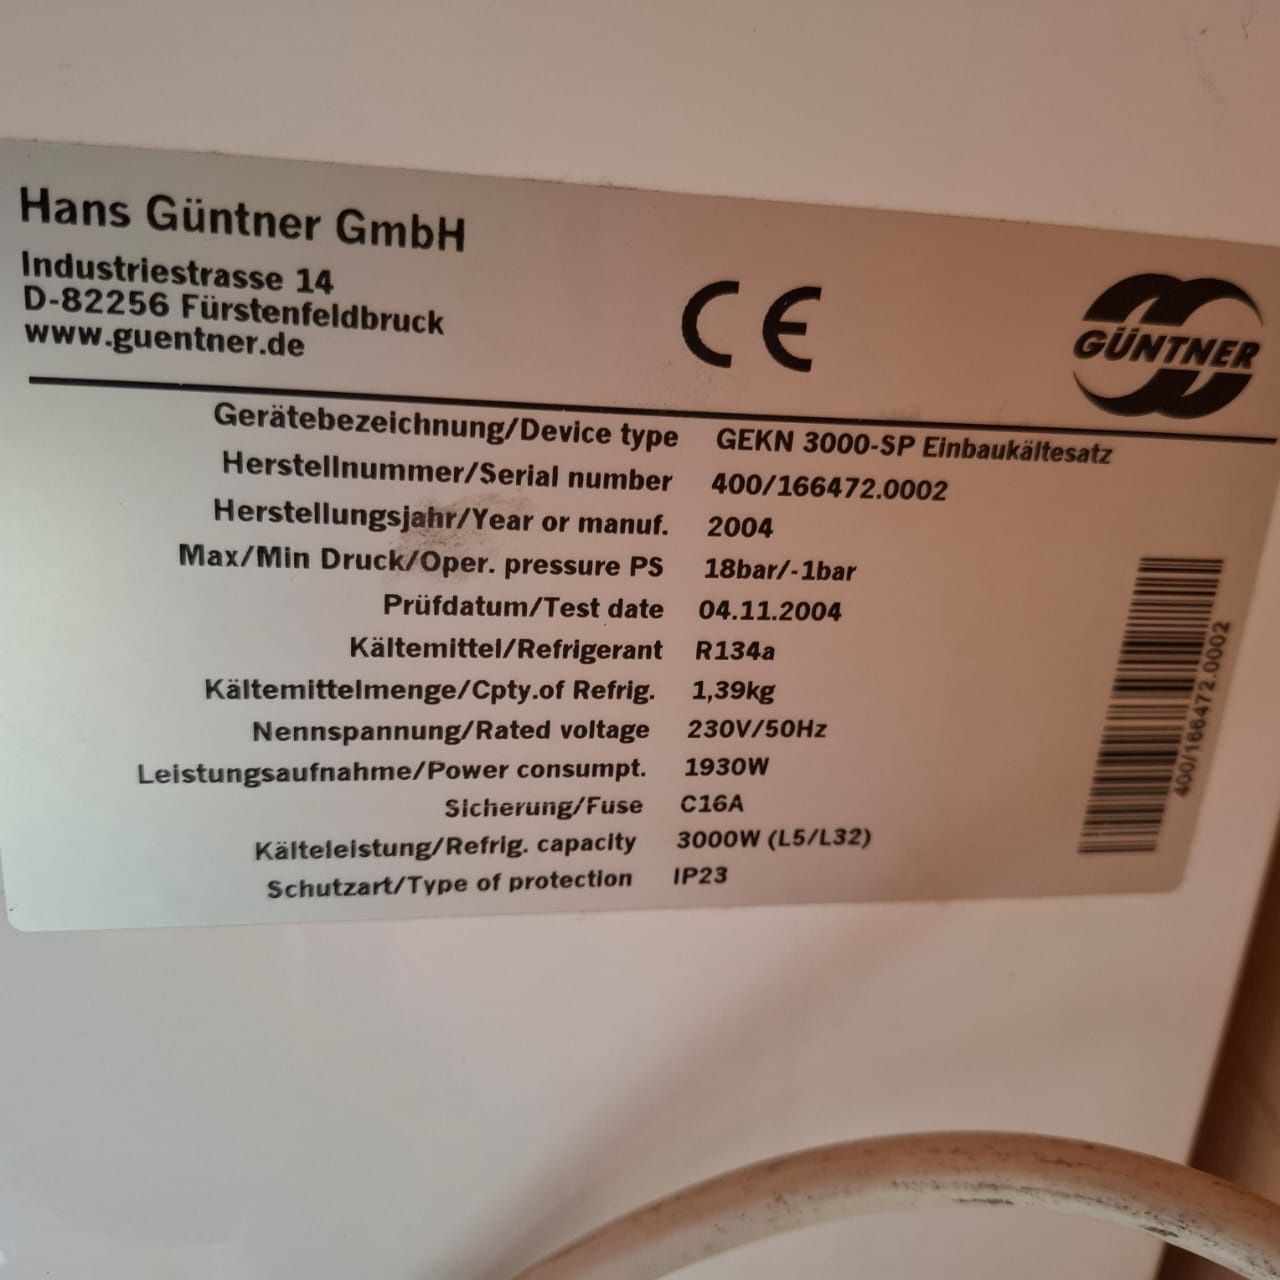 Hans Güntner GmbH
Industriestrasse 14
D-82256 Fürstenfeldbruck
www.guentner.de
CE
GÜNTNER
Gerätebezeichnung/Device type GEKN 3000-SP Einbaukältesatz
Herstellnummer/Serial number 400/166472.0002
Herstellungsjahr/Year or manuf. 2004
Max/Min Druck/Oper. pressure PS 18bar/-1bar
Prüfdatum/Test date 04.11.2004
Kältemittel/Refrigerant R134a
Kältemittelmenge/Cpty.of Refrig. 1,39kg
Nennspannung/Rated voltage 230V/50Hz
Leistungsaufnahme/Power consumpt. 1930W
Sicherung/Fuse C16A
Kälteleistung/Refrig. capacity 3000W (L5/L32)
Schutzart/Type of protection IP23
400/166472.0002